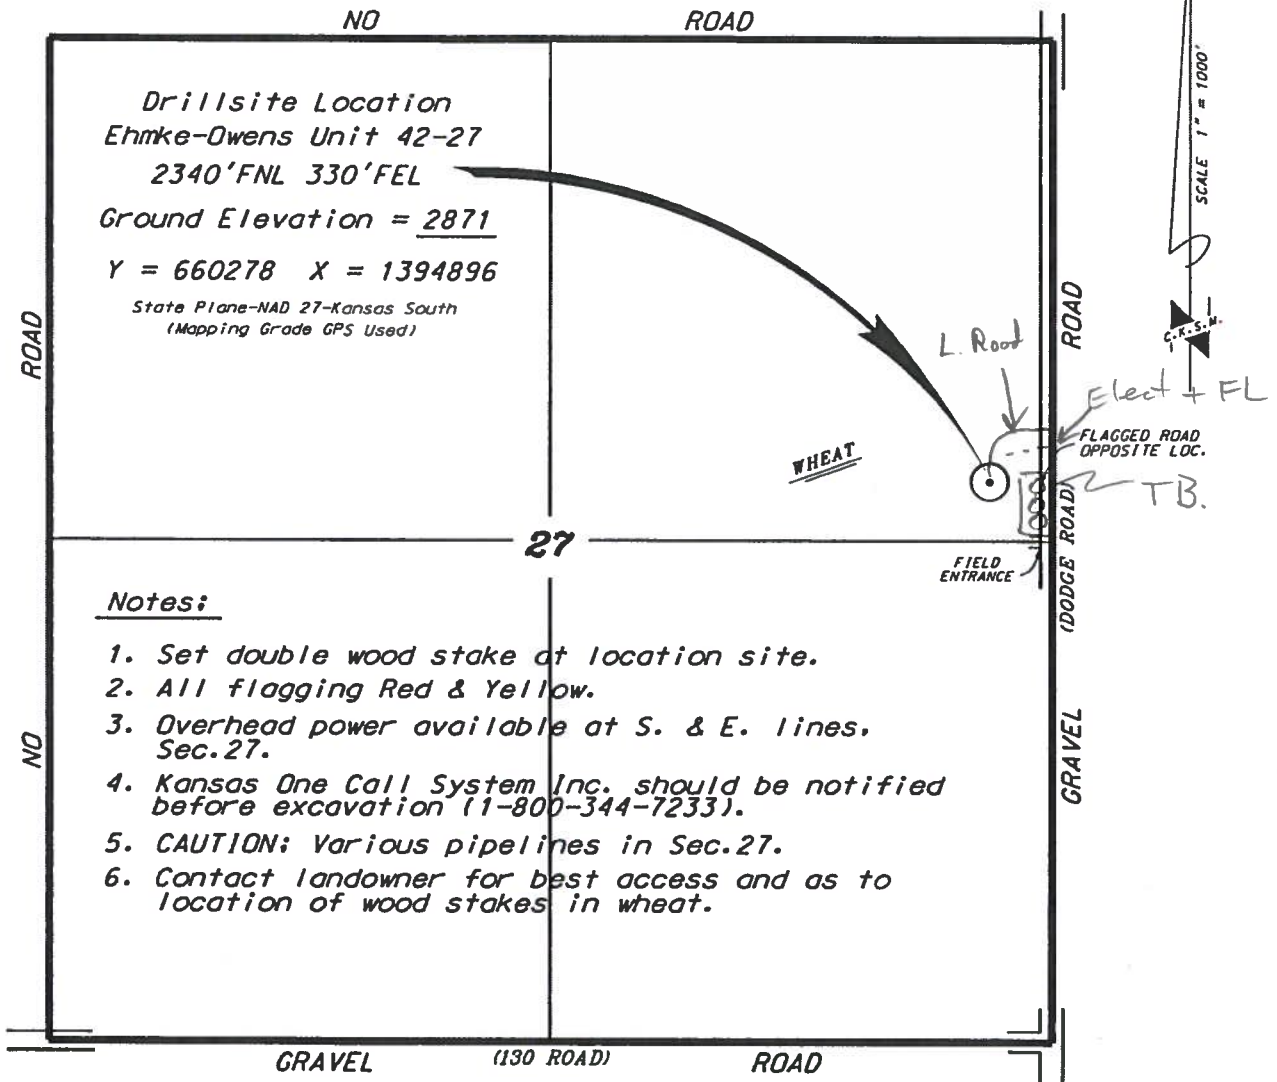 NO ROAD
Drillsite Location
Ehmke-Owens Unit 42-27
2340'FNL 330'FEL
Ground Elevation = 2871
Y = 660278 X = 1394896
State Plane-NAD 27-Kansas South
(Mapping Grade GPS Used)
SCALE 1" = 1000'
C.K.S.M.
ROAD
ROAD
L. Road
Elect + FL
FLAGGED ROAD
OPPOSITE LOC.
WHEAT
TB.
27
FIELD
ENTRANCE
(DODGE ROAD)
Notes:
1. Set double wood stake at location site.
2. All flagging Red & Yellow.
3. Overhead power available at S. & E. lines,
Sec.27.
4. Kansas One Call System Inc. should be notified
before excavation (1-800-344-7233).
5. CAUTION: Various pipelines in Sec.27.
6. Contact landowner for best access and as to
location of wood stakes in wheat.
NO
GRAVEL
GRAVEL (130 ROAD) ROAD